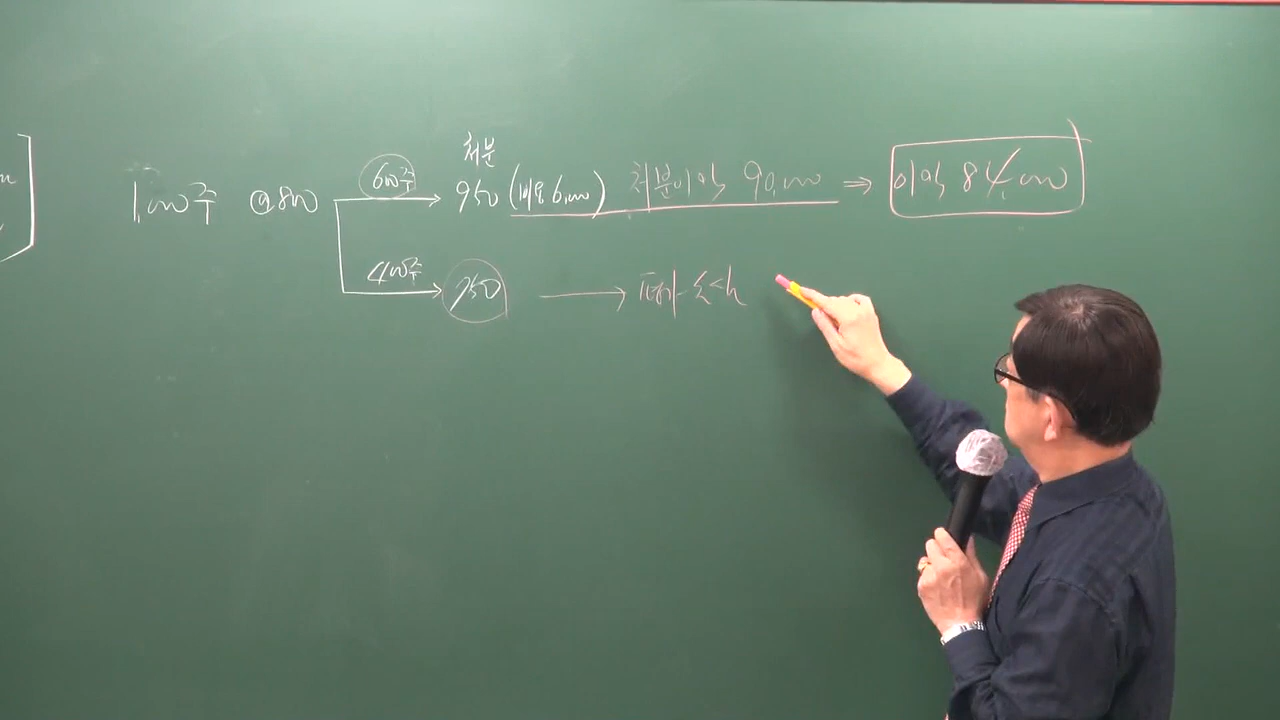 처분
1,000주 @800 600주 950 (비용 6,000) 처분이익 90,000 ⇒ 이익 84,000
400주 750 → 평가손실